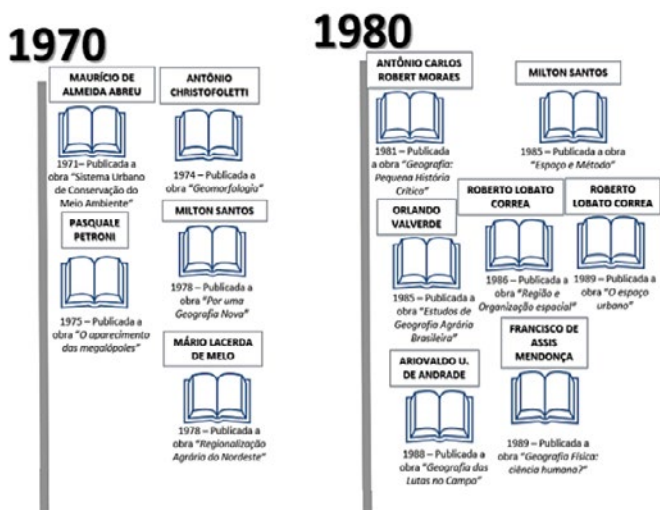 1970
MAURÍCIO DE
ALMEIDA ABREU
1971– Publicada a
obra "Sistema Urbano
de Conservação do
Meio Ambiente"
ANTÔNIO
CHRISTOFOLETTI
1974 – Publicada a
obra "Geomorfologia"
PASQUALE
PETRONI
1975 – Publicada a
obra "O aparecimento
das megalópoles"
MILTON SANTOS
1978 – Publicada a
obra "Por uma
Geografia Nova"
MÁRIO LACERDA
DE MELO
1978 – Publicada a
obra "Regionalização
Agrária do Nordeste"
1980
ANTÔNIO CARLOS
ROBERT MORAES
1981 – Publicada
a obra "Geografia:
Pequena História
Crítica"
MILTON SANTOS
1985 – Publicada a obra
"Espaço e Método"
ORLANDO
VALVERDE
1985 – Publicada a
obra "Estudos de
Geografia Agrária
Brasileira"
ROBERTO LOBATO
CORREA
1986 – Publicada a
obra "Região e
Organização espacial"
ROBERTO
LOBATO CORREA
1989 – Publicada a
obra "O espaço
urbano"
ARIOVALDO U.
DE ANDRADE
1988 – Publicada a
obra "Geografia das
Lutas no Campo"
FRANCISCO DE
ASSIS
MENDONÇA
1989 – Publicada a
obra "Geografia Física:
ciência humana?"